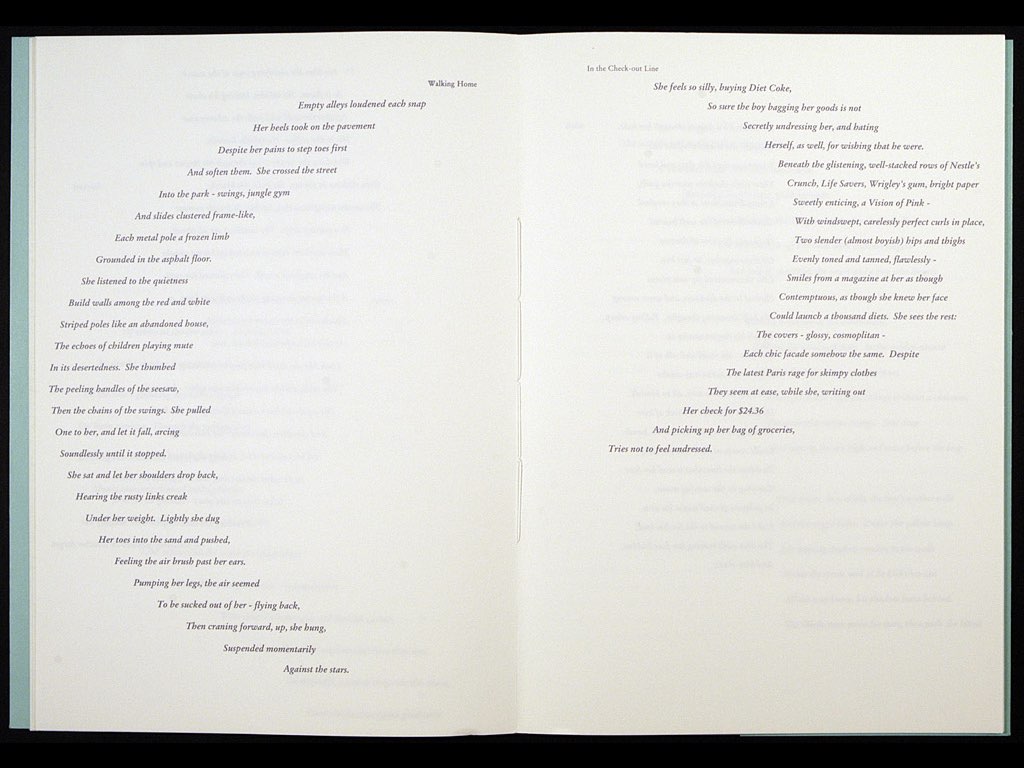 Walking Home
Empty alleys loudened each snap
Her heels took on the pavement
Despite her pains to step toes first
And soften them. She crossed the street
Into the park - swings, jungle gym
And slides clustered frame-like,
Each metal pole a frozen limb
Grounded in the asphalt floor.
She listened to the quietness
Build walls among the red and white
Striped poles like an abandoned house,
The echoes of children playing mute
In its desertedness. She thumbed
The peeling handles of the seesaw,
Then the chains of the swings. She pulled
One to her, and let it fall, arcing
Soundlessly until it stopped.
She sat and let her shoulders drop back,
Hearing the rusty links creak
Under her weight. Lightly she dug
Her toes into the sand and pushed,
Feeling the air brush past her ears.
Pumping her legs, the air seemed
To be sucked out of her - flying back,
Then craning forward, up, she hung,
Suspended momentarily
Against the stars.
In the Check-out Line
She feels so silly, buying Diet Coke,
So sure the boy bagging her goods is not
Secretly undressing her, and hating
Herself, as well, for wishing that he were.
Beneath the glistening, well-stacked rows of Nestle's
Crunch, Life Savers, Wrigley's gum, bright paper
Sweetly enticing, a Vision of Pink -
With windswept, carelessly perfect curls in place,
Two slender (almost boyish) hips and thighs
Evenly toned and tanned, flawlessly -
Smiles from a magazine at her as though
Contemptuous, as though she knew her face
Could launch a thousand diets. She sees the rest:
The covers - glossy, cosmoplitan -
Each chic facade somehow the same. Despite
The latest Paris rage for skimpy clothes
They seem at ease, while she, writing out
Her check for $24.36
And picking up her bag of groceries,
Tries not to feel undressed.